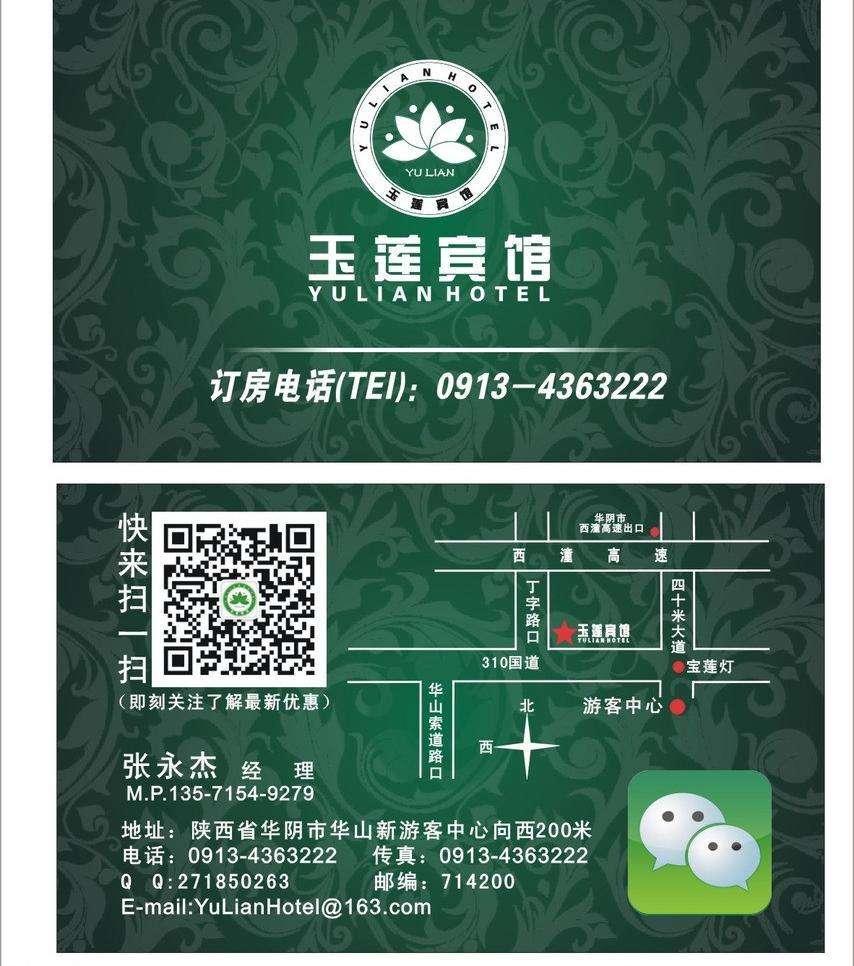 YULIANHOTEL
YU LIAN
玉莲宾馆
玉莲宾馆
YULIANHOTEL
订房电话(TEl)：0913-4363222
快来扫一扫
(即刻关注了解最新优惠)
华阴市
西潼高速出口
西潼高速
丁字路口
四十米大道
玉莲宾馆
YULIANHOTEL
310国道
宝莲灯
华山索道路口
北
西
游客中心
张永杰 经 理
M.P.135-7154-9279
地址：陕西省华阴市华山新游客中心向西200米
电话：0913-4363222 传真：0913-4363222
Q Q:271850263 邮编：714200
E-mail:YuLianHotel@163.com